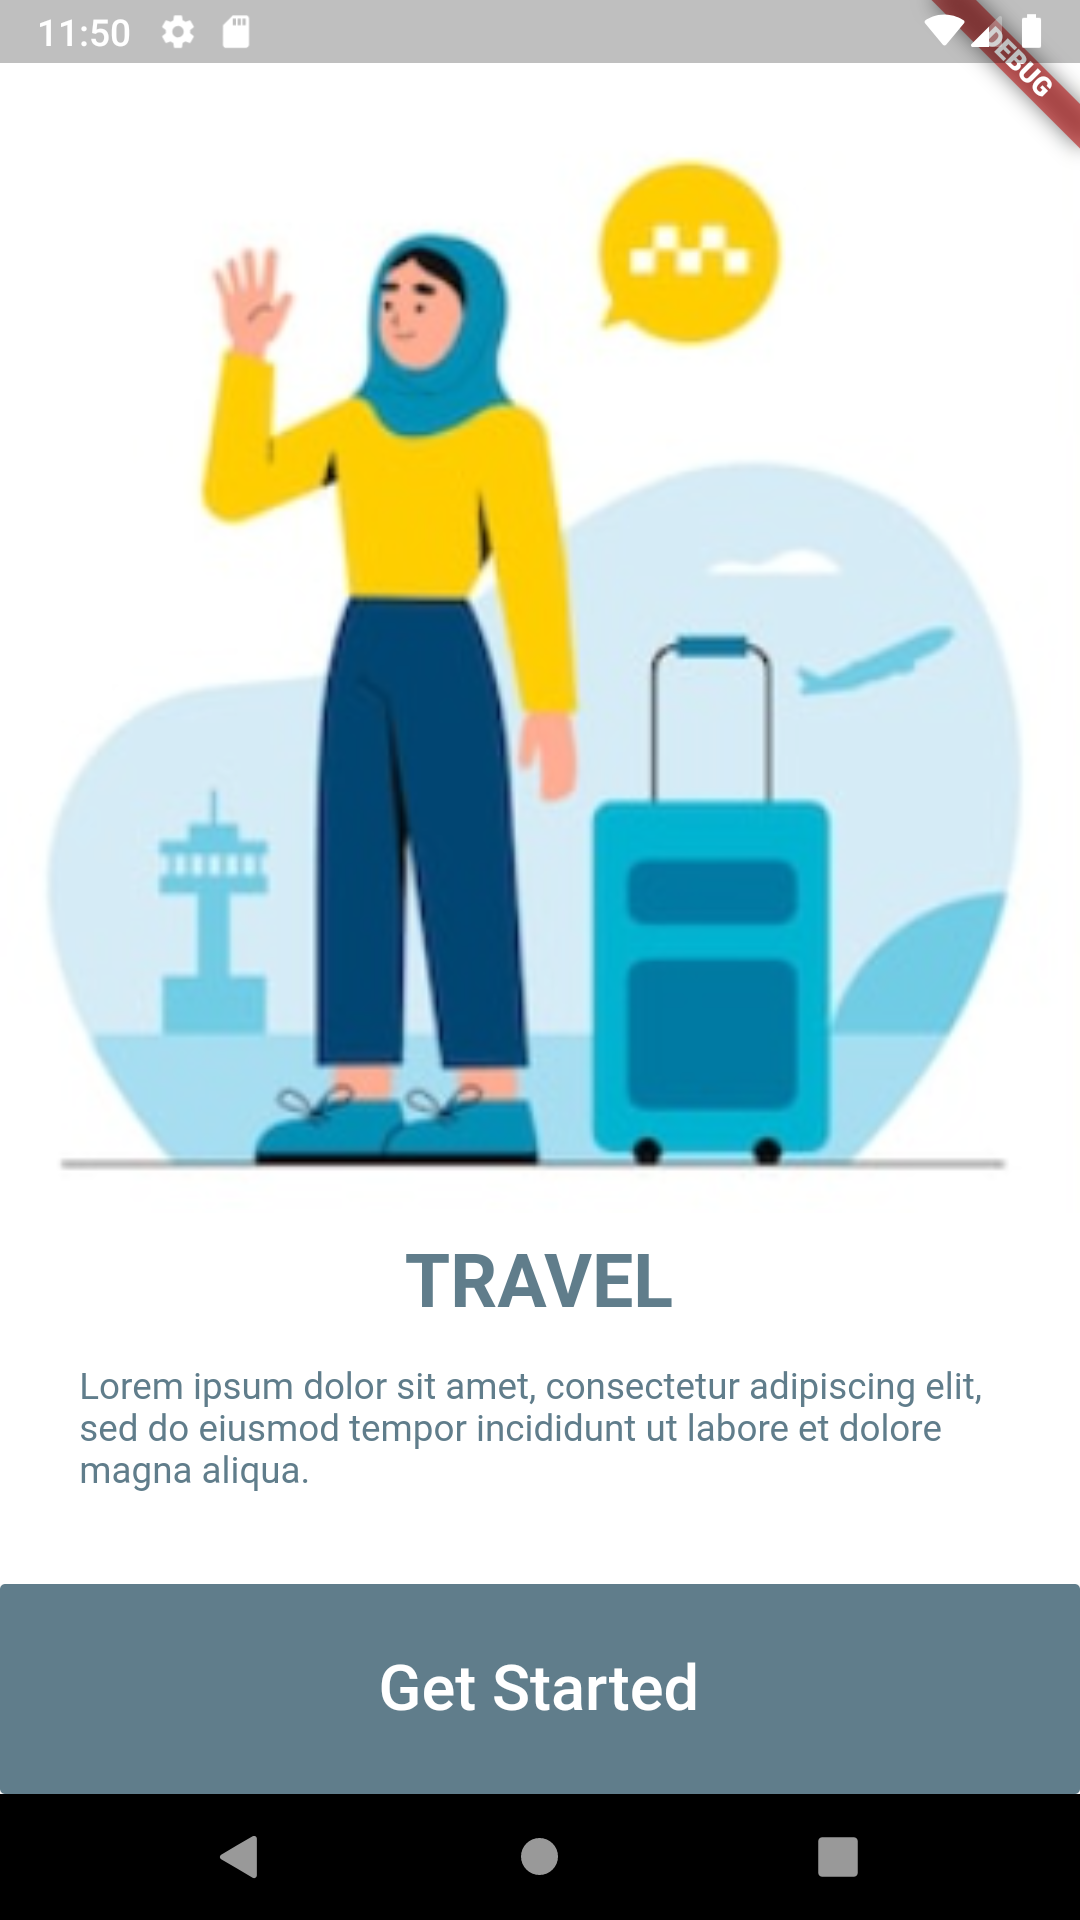 11:50
DEBUG
TRAVEL
Lorem ipsum dolor sit amet, consectetur adipiscing elit,
sed do eiusmod tempor incididunt ut labore et dolore
magna aliqua.
Get Started